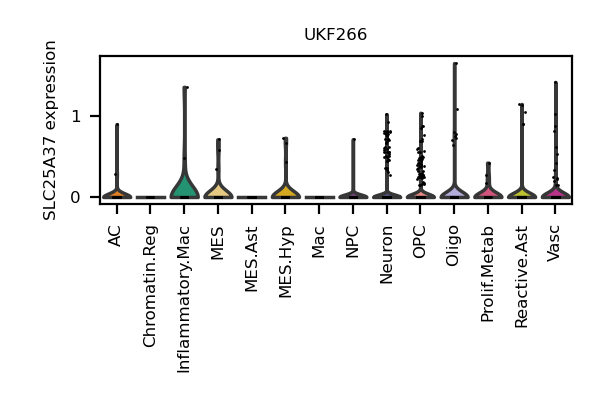 UKF266
SLC25A37 expression
1
0
AC
Chromatin.Reg
Inflammatory.Mac
MES
MES.Ast
MES.Hyp
Mac
NPC
Neuron
OPC
Oligo
Prolif.Metab
Reactive.Ast
Vasc